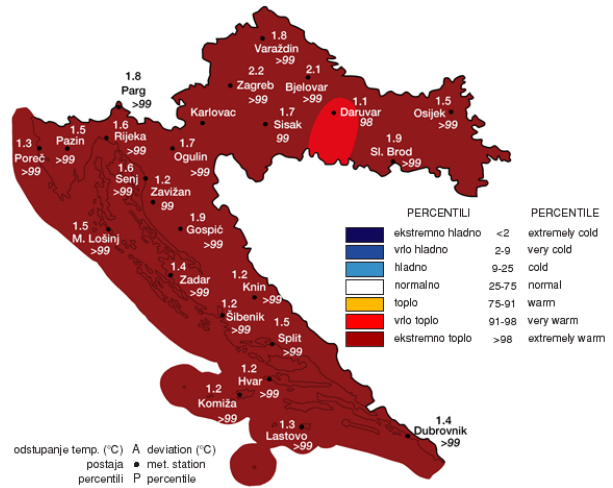 1.8
Varaždin
>99
1.8
Parg
>99
2.2
Zagreb
>99
2.1
Bjelovar
>99
1.1
Daruvar
98
1.5
Osijek
>99
Karlovac
1.7
Sisak
99
1.9
Sl. Brod
>99
1.3
Poreč
>99
1.5
Pazin
>99
1.6
Rijeka
>99
1.7
Ogulin
>99
1.6
Senj
>99
1.2
Zavižan
99
1.5
M. Lošinj
>99
1.9
Gospić
>99
1.4
Zadar
>99
1.2
Knin
>99
1.2
Šibenik
>99
1.5
Split
>99
1.2
Hvar
>99
1.2
Komiža
>99
1.3
Lastovo
>99
1.4
Dubrovnik
>99
PERCENTILI PERCENTILE
ekstremno hladno <2 extremely cold
vrlo hladno 2-9 very cold
hladno 9-25 cold
normalno 25-75 normal
toplo 75-91 warm
vrlo toplo 91-98 very warm
ekstremno toplo >98 extremely warm
odstupanje temp. (°C) A deviation (°C)
postaja met. station
percentili P percentile